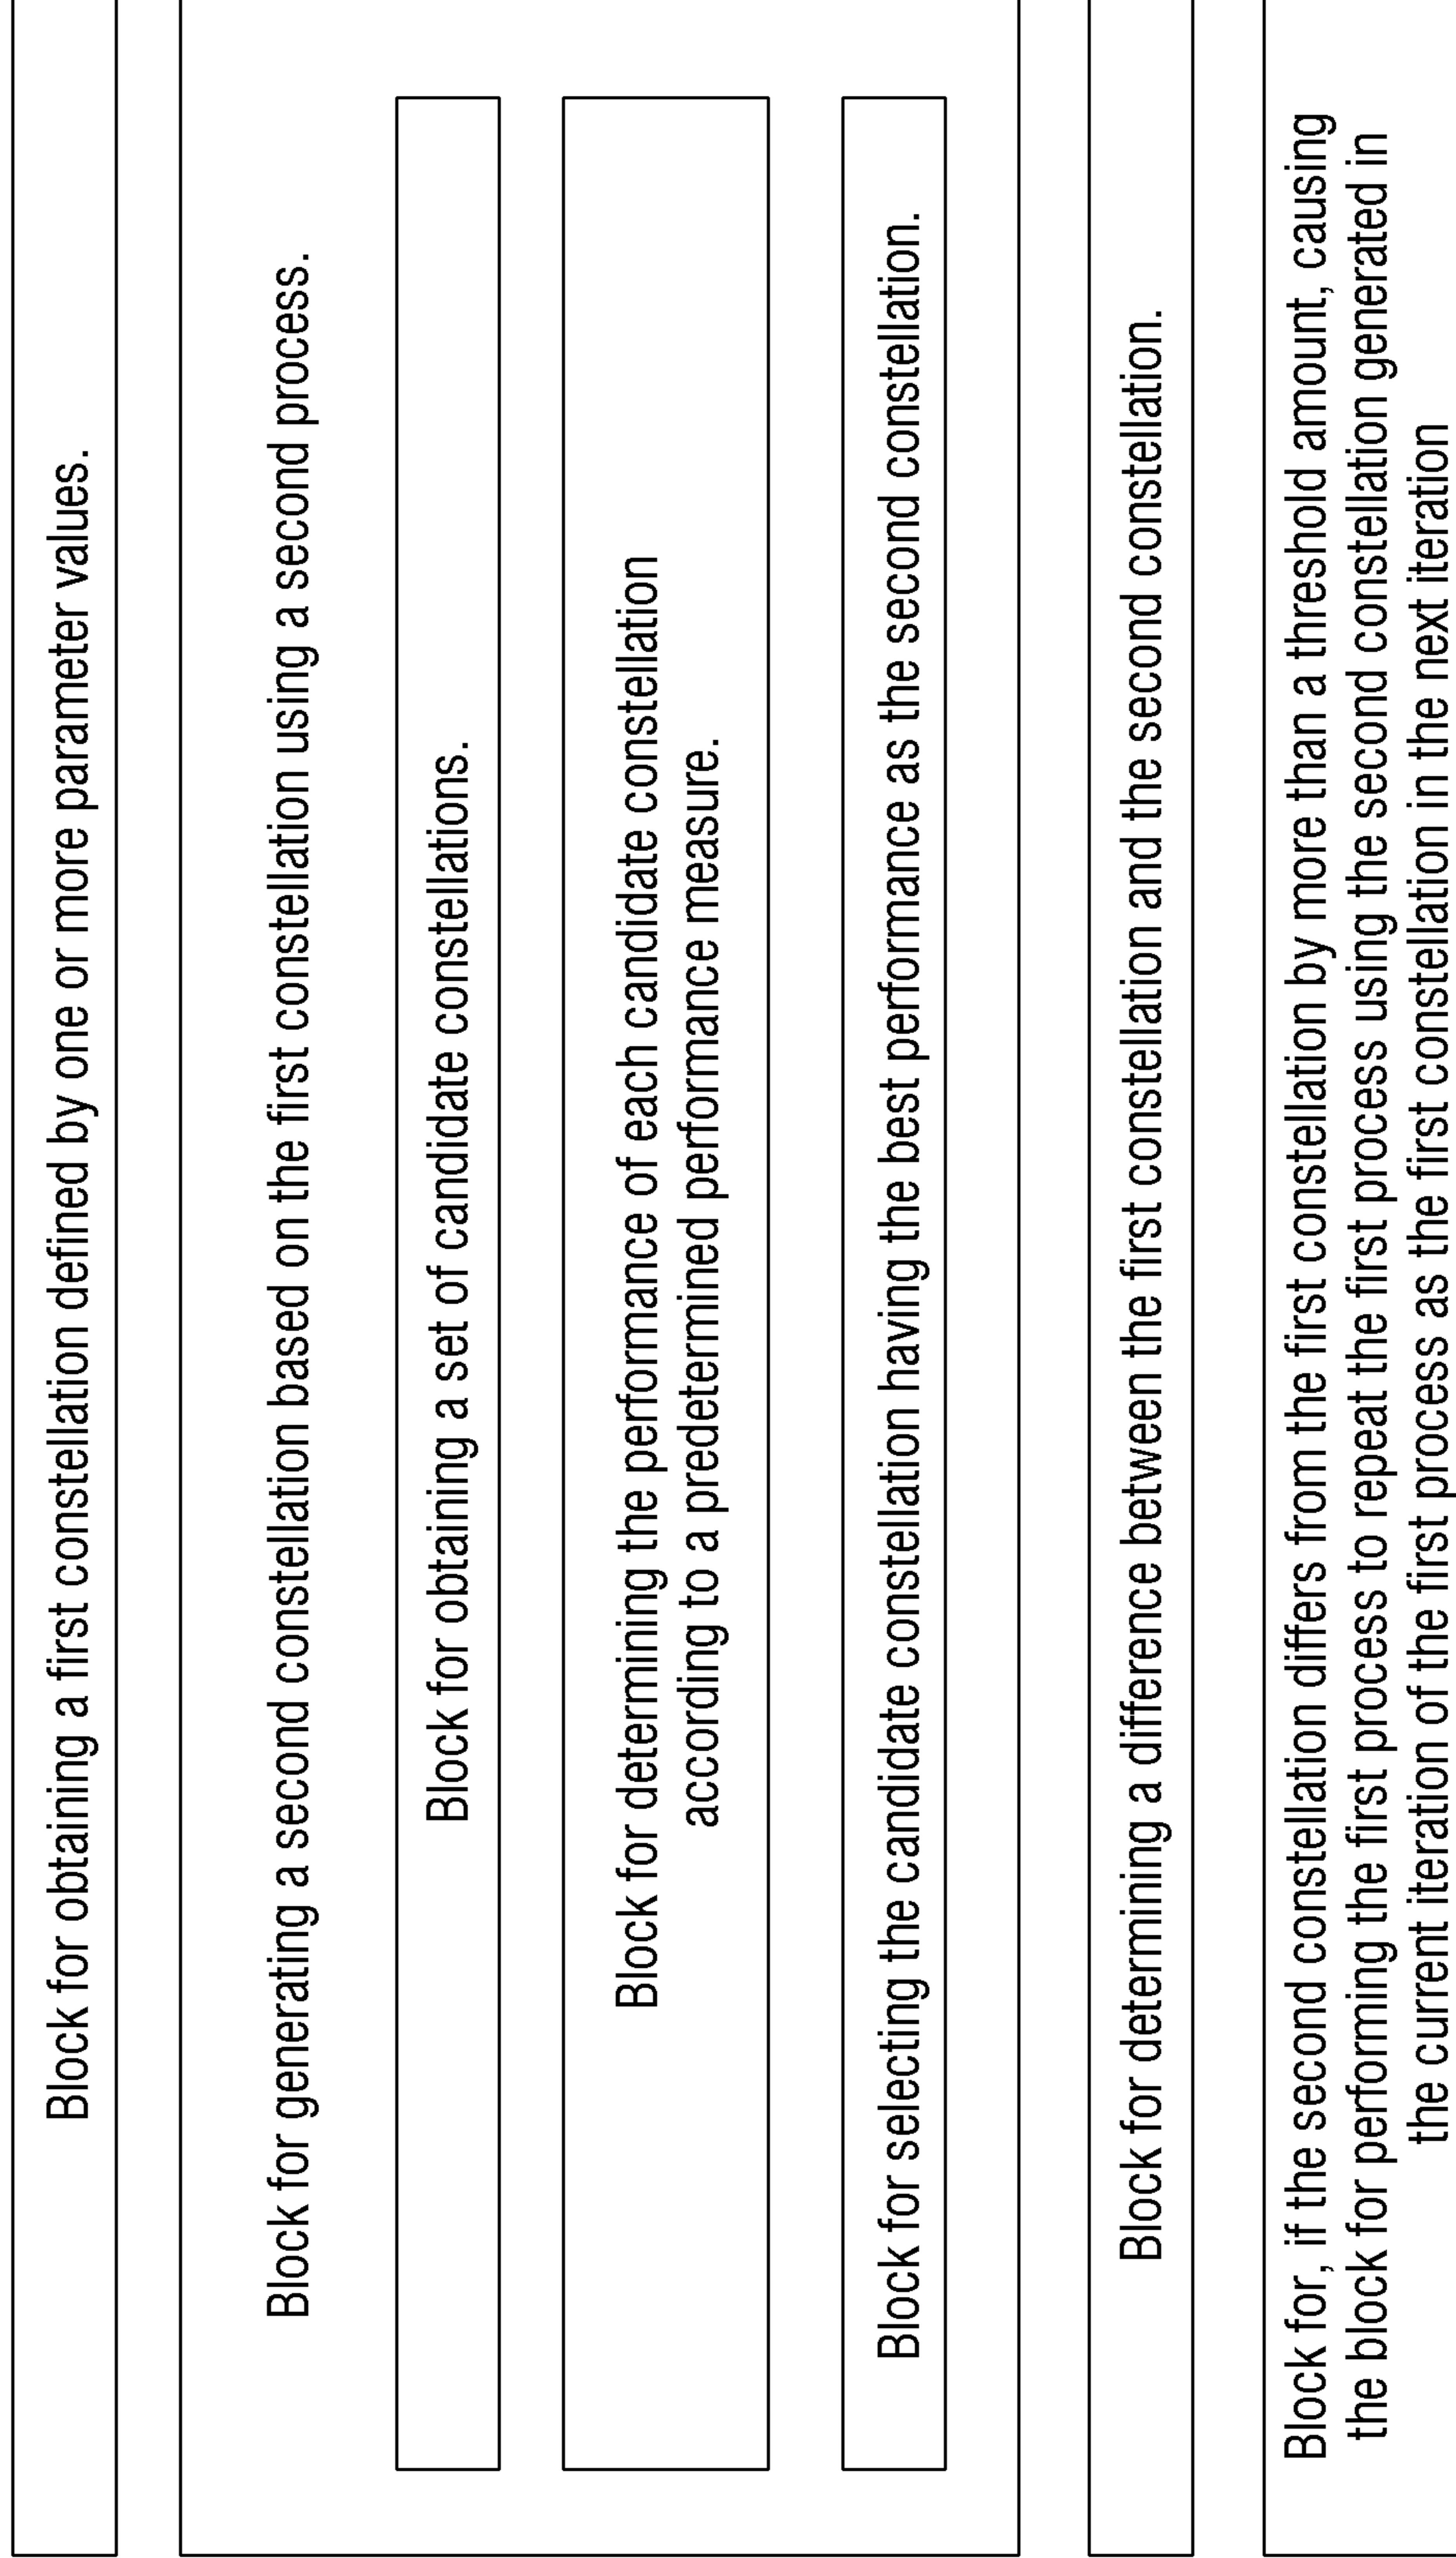 Block for obtaining a first constellation defined by one or more parameter values.
Block for generating a second constellation based on the first constellation using a second process.
Block for obtaining a set of candidate constellations.
Block for determining the performance of each candidate constellation
according to a predetermined performance measure.
Block for selecting the candidate constellation having the best performance as the second constellation.
Block for determining a difference between the first constellation and the second constellation.
Block for, if the second constellation differs from the first constellation by more than a threshold amount, causing
the block for performing the first process to repeat the first process using the second constellation generated in
the current iteration of the first process as the first constellation in the next iteration